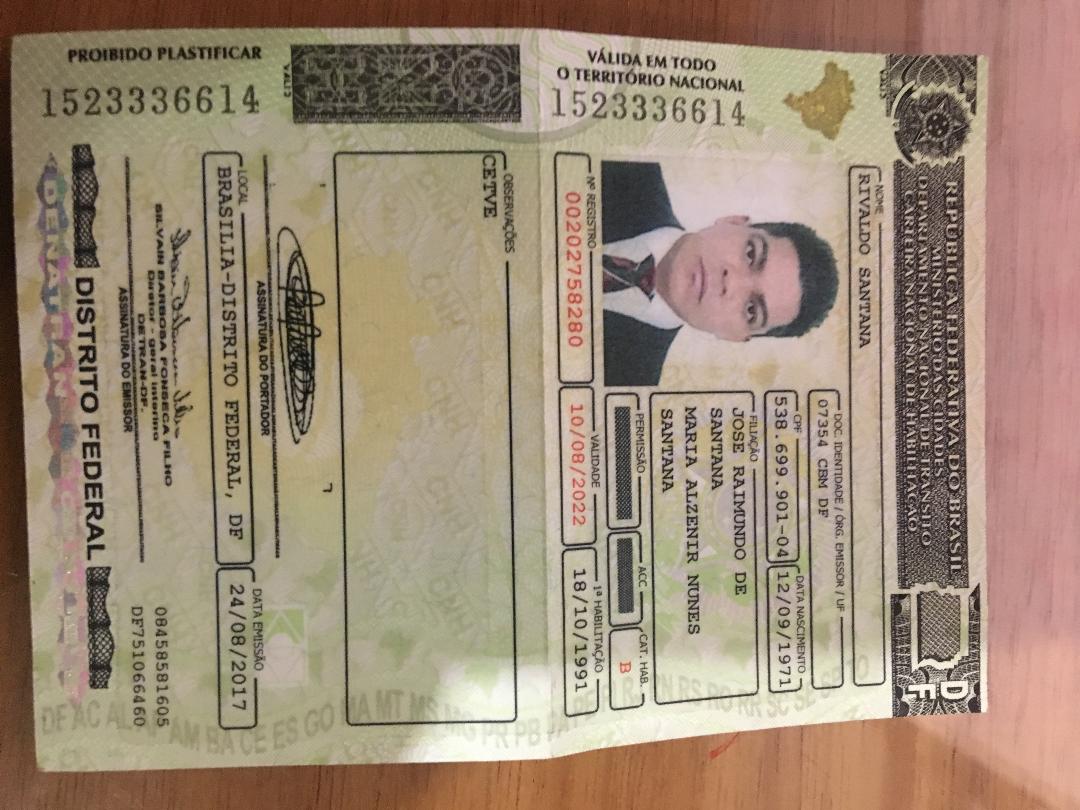 REPÚBLICA FEDERATIVA DO BRASIL
MINISTÉRIO DAS CIDADES
DEPARTAMENTO NACIONAL DE TRÂNSITO
CARTEIRA NACIONAL DE HABILITAÇÃO
DF
VALID
NOME
RIVALDO SANTANA
DOC. IDENTIDADE / ÓRG. EMISSOR / UF
07354 CBM DF
CPF
538.699.901-04
DATA NASCIMENTO
12/09/1971
FILIAÇÃO
JOSE RAIMUNDO DE
SANTANA
MARIA ALZENIR NUNES
SANTANA
PERMISSÃO
ACC
CAT. HAB.
B
Nº REGISTRO
00202758280
VALIDADE
10/08/2022
1ª HABILITAÇÃO
18/10/1991
VÁLIDA EM TODO
O TERRITÓRIO NACIONAL
1523336614
OBSERVAÇÕES
CETVE
VALID
ASSINATURA DO PORTADOR
LOCAL
BRASILIA-DISTRITO FEDERAL, DF
DATA EMISSÃO
24/08/2017
PROIBIDO PLASTIFICAR
1523336614
SILVAIN BARBOSA FONSECA FILHO
Diretor - geral interino
DETRAN-DF.
ASSINATURA DO EMISSOR
08458581605
DF751066460
DISTRITO FEDERAL
DENATRAN